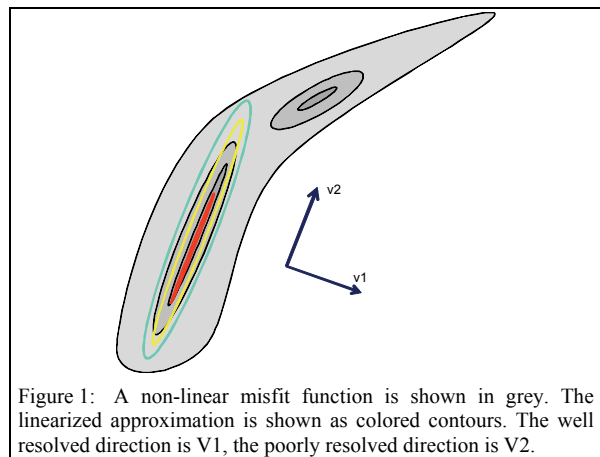 v2
v1
Figure 1: A non-linear misfit function is shown in grey. The
linearized approximation is shown as colored contours. The well
resolved direction is V1, the poorly resolved direction is V2.